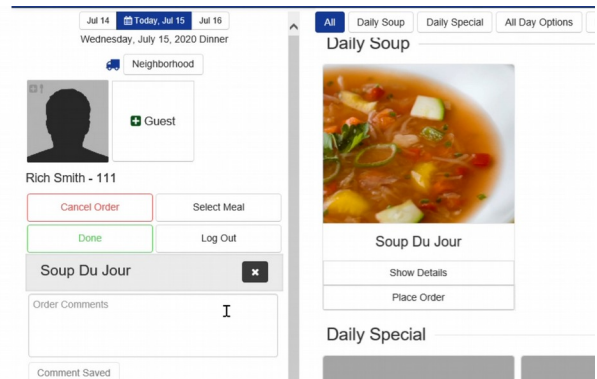 Jul 14 Today, Jul 15 Jul 16
Wednesday, July 15, 2020 Dinner
Neighborhood
Guest
Rich Smith - 111
Cancel Order Select Meal
Done Log Out
Soup Du Jour
Order Comments
Comment Saved
All Daily Soup Daily Special All Day Options
Daily Soup
Soup Du Jour
Show Details
Place Order
Daily Special